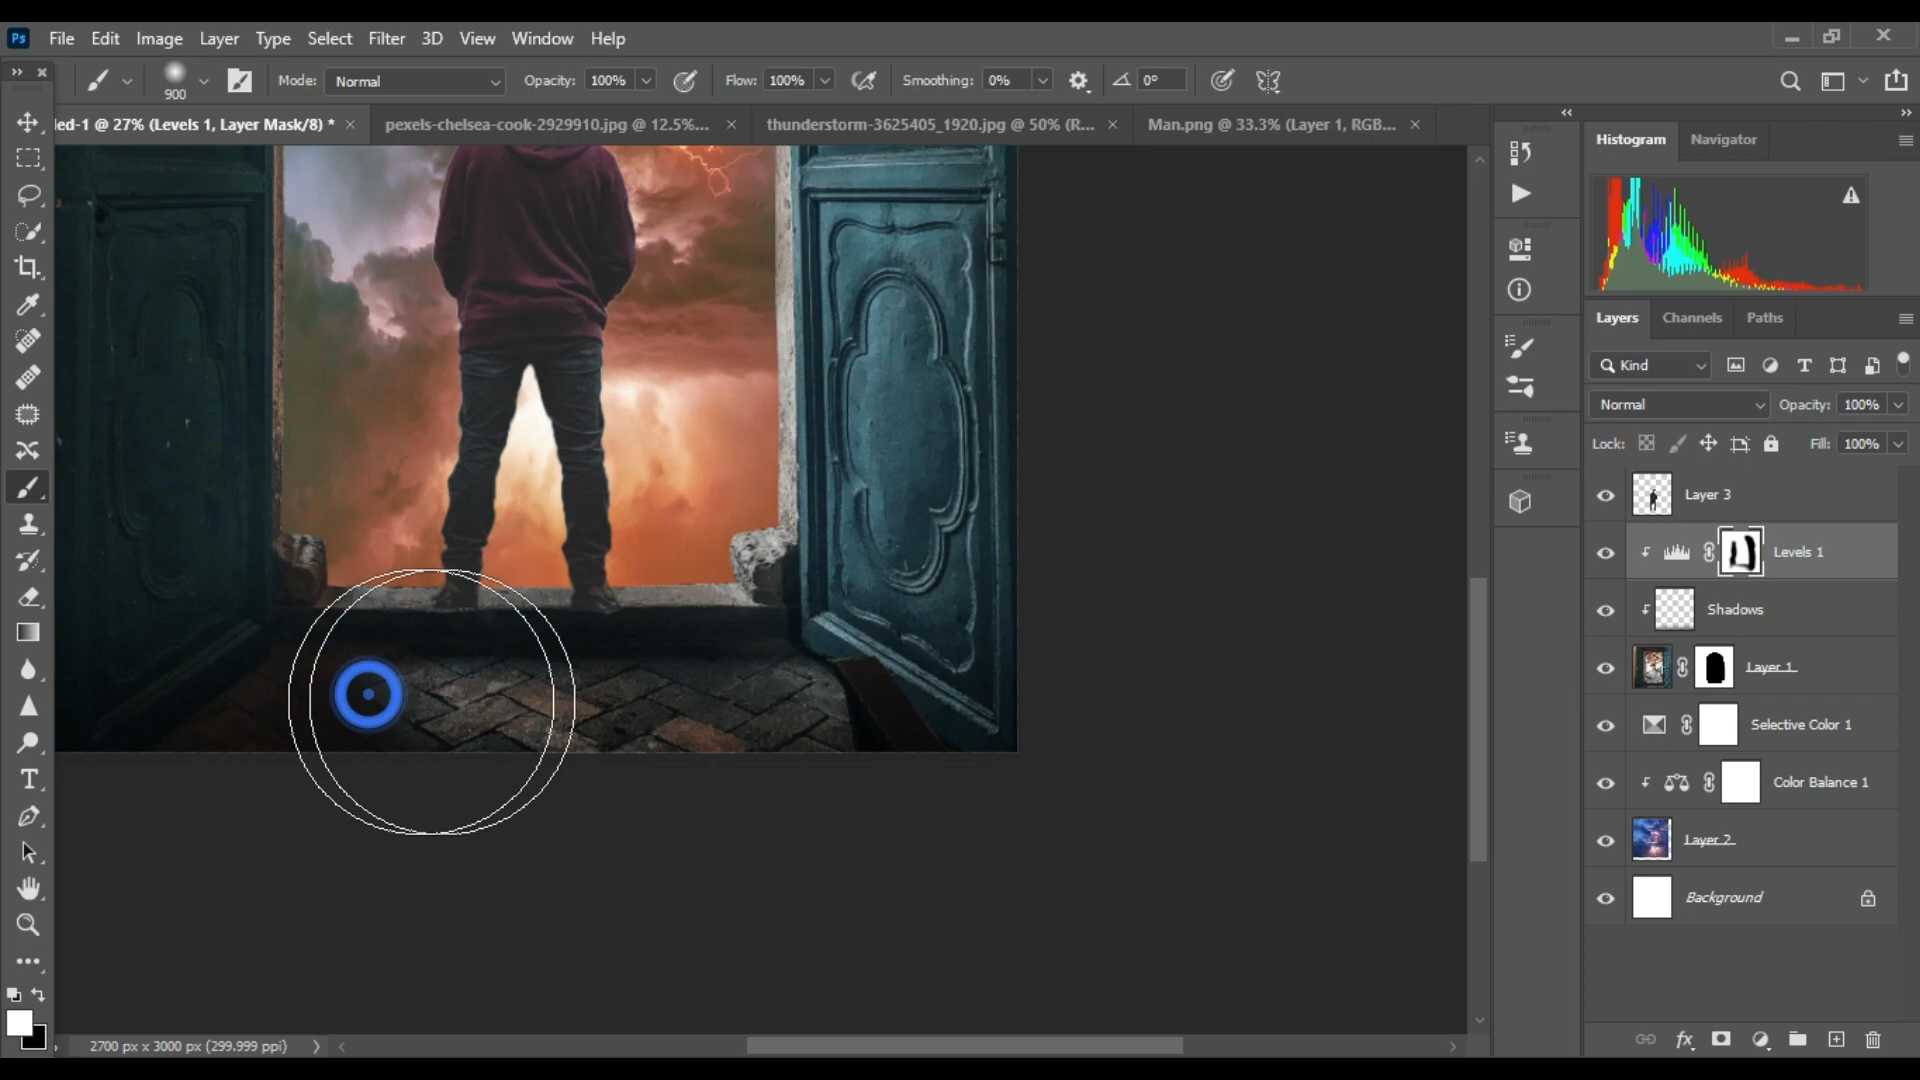 Ps File Edit Image Layer Type Select Filter 3D View Window Help
900 Mode: Normal Opacity: 100% Flow: 100% Smoothing: 0% 0°
led-1 @ 27% (Levels 1, Layer Mask/8) * pexels-chelsea-cook-2929910.jpg @ 12.5%... thunderstorm-3625405_1920.jpg @ 50% (R... Man.png @ 33.3% (Layer 1, RGB...
Histogram Navigator
Layers Channels Paths
Kind
Normal Opacity: 100%
Lock: Fill: 100%
Layer 3
Levels 1
Shadows
Layer 1
Selective Color 1
Color Balance 1
Layer 2
Background
2700 px x 3000 px (299.999 ppi)